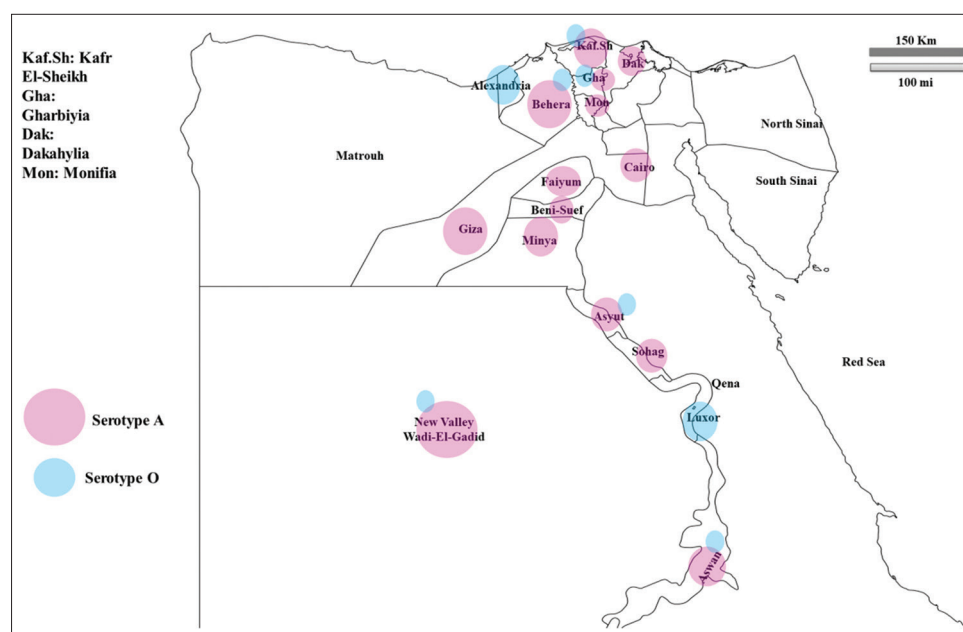 Kaf.Sh: Kafr
El-Sheikh
Gha:
Gharbiyia
Dak:
Dakahylia
Mon: Monifia
150 Km
100 mi
Kaf.Sh
Dak
Gha
Alexandria
Behera
Mon
North Sinai
Matrouh
Cairo
South Sinai
Faiyum
Beni-Suef
Giza
Minya
Asyut
Sohag
Red Sea
Qena
Serotype A
New Valley
Wadi-El-Gadid
Luxor
Serotype O
Aswan